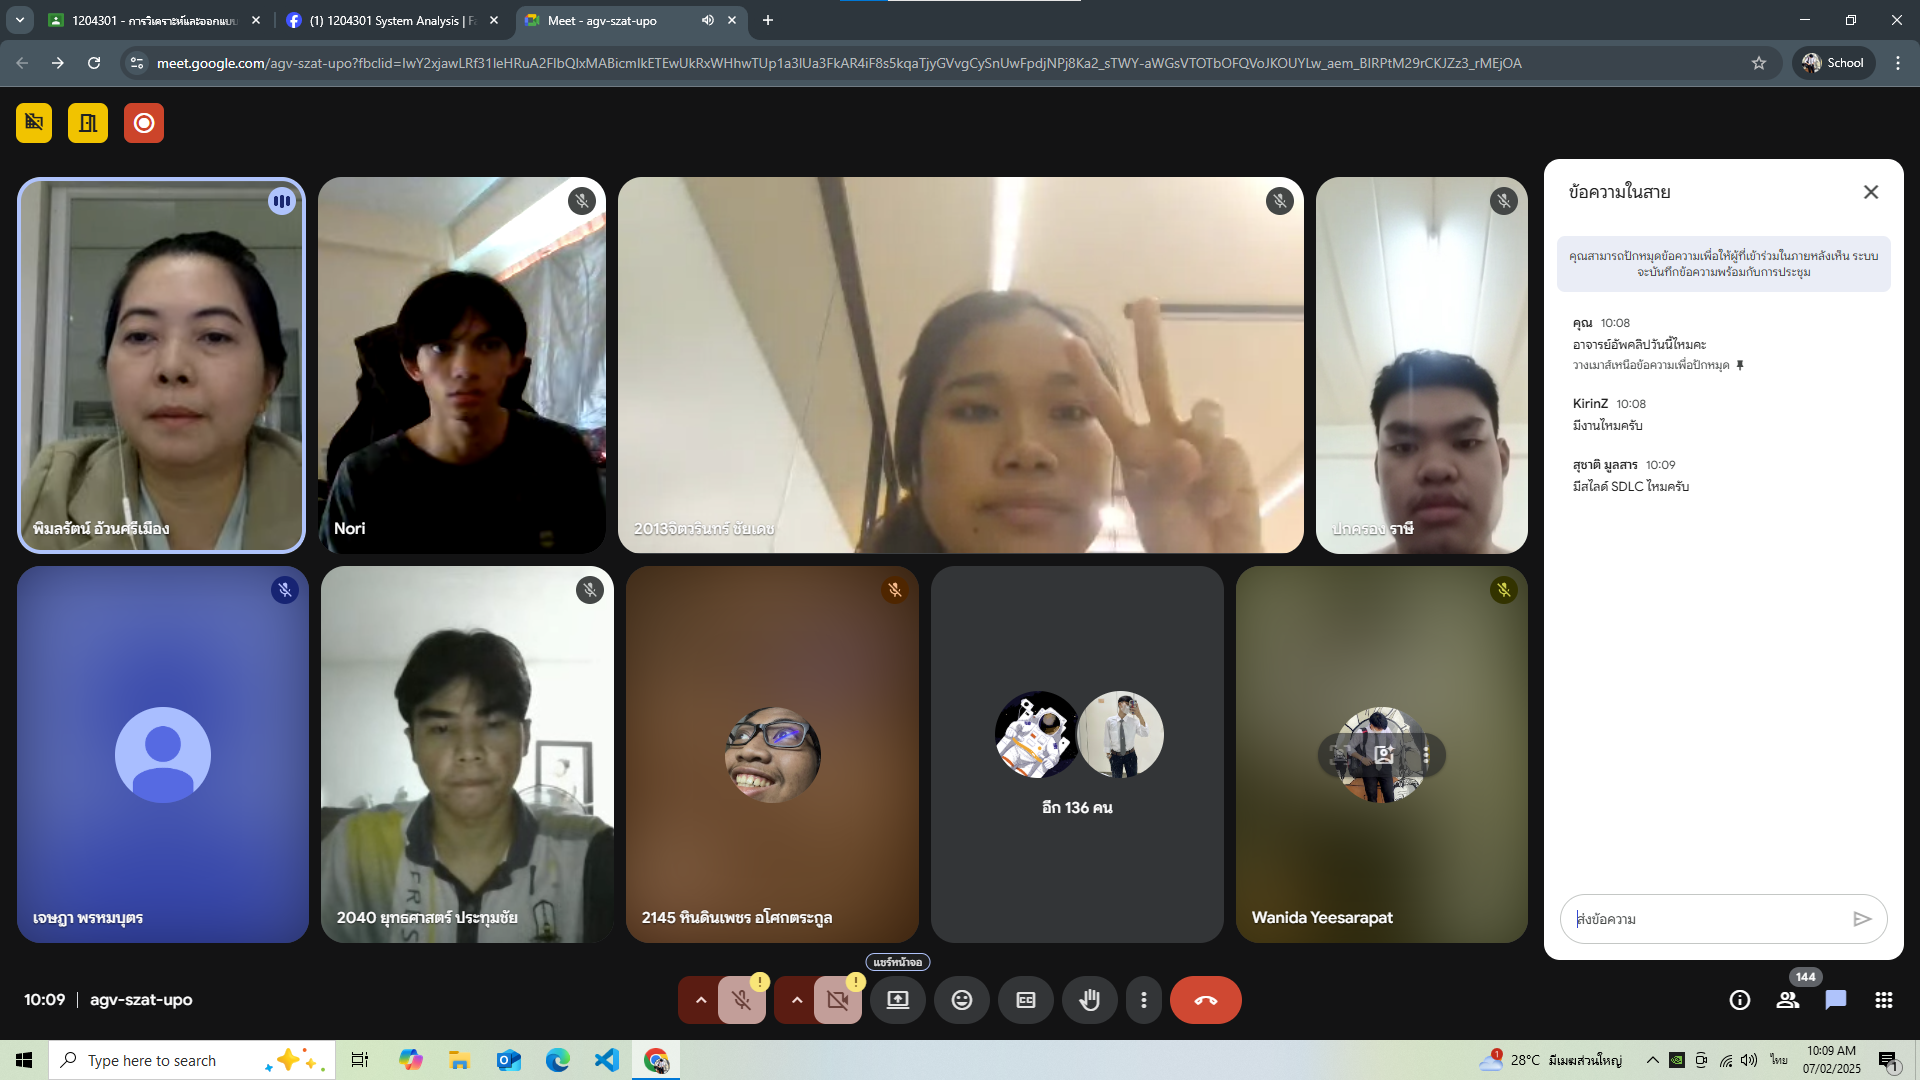 1204301 - การวิเคราะห์และออกแบบ
(1) 1204301 System Analysis | Fa
Meet - agv-szat-upo
meet.google.com/agv-szat-upo?fbclid=IwY2xjawLRf31leHRuA2FlbQIxMABicmlkETEwUkRxWHhwTUp1a3lUa3FkAR4iF8s5kqaTjyGVvgCySnUwFpdjNPj8Ka2_sTWY-aWGsVTOTbOFQVoJKOUYLw_aem_BIRPtM29rCKJZz3_rMEjOA
School
ข้อความในสาย
คุณสามารถปักหมุดข้อความเพื่อให้ผู้ที่เข้าร่วมในภายหลังเห็น ระบบ
จะบันทึกข้อความพร้อมกับการประชุม
คุณ 10:08
อาจารย์อัพคลิปวันนี้ไหมคะ
วางเมาส์เหนือข้อความเพื่อปักหมุด
KirinZ 10:08
มีงานไหมครับ
สุชาติ มูลสาร 10:09
มีสไลด์ SDLC ไหมครับ
พิมลรัตน์ อ้วนศรีเมือง
Nori
2013จิตวรินทร์ ชัยเดช
ปกครอง ราษี
FRES
อีก 136 คน
เจษฎา พรหมบุตร
2040 ยุทธศาสตร์ ประทุมชัย
2145 หินดินเพชร อโศกตระกูล
Wanida Yeesarapat
ส่งข้อความ
แชร์หน้าจอ
10:09 | agv-szat-upo
144
Type here to search
1
28°C มีเมฆส่วนใหญ่
ไทย
10:09 AM
07/02/2025
1